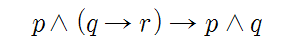 p ∧ (q → r) → p ∧ q